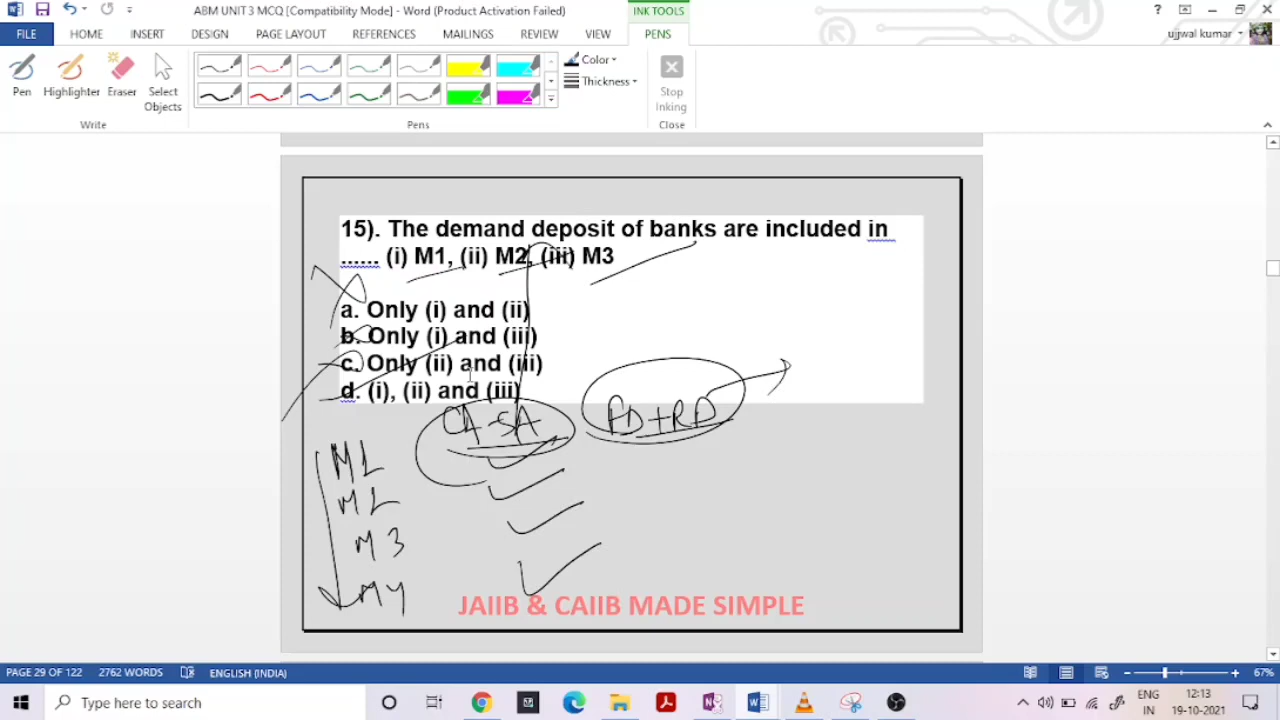 ABM UNIT 3 MCQ [Compatibility Mode] - Word (Product Activation Failed)
INK TOOLS
FILE HOME INSERT DESIGN PAGE LAYOUT REFERENCES MAILINGS REVIEW VIEW PENS
ujjwal kumar
Pen Highlighter Eraser Select Objects
Color
Thickness
Stop Inking
Write Pens Close
15). The demand deposit of banks are included in
...... (i) M1, (ii) M2, (iii) M3
a. Only (i) and (ii)
b. Only (i) and (iii)
c. Only (ii) and (iii)
d. (i), (ii) and (iii)
CA SA FD+RD
M1
M2
M3
M4
JAIIB & CAIIB MADE SIMPLE
PAGE 29 OF 122 2762 WORDS ENGLISH (INDIA) 67%
Type here to search
ENG 12:13
IN 19-10-2021